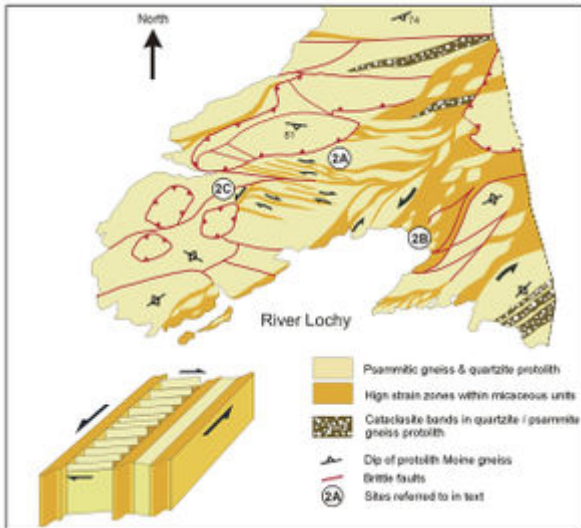 North
74
61
2A
2C
2B
River Lochy
Psammitic gneiss & quartzite protolith
High strain zones within micaceous units
Cataclasite bands in quartzite / psammite
gneiss protolith
Dip of protolith Moine gneiss
Brittle faults
2A Sites referred to in text